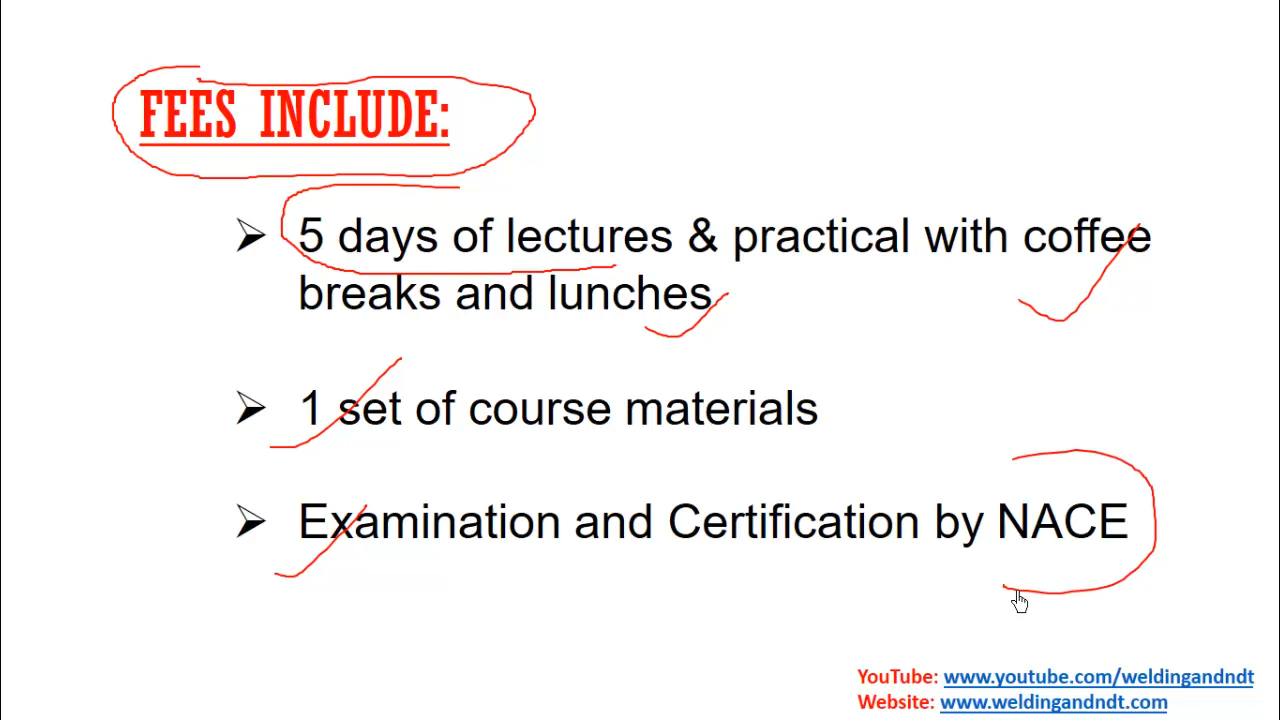 FEES INCLUDE:
5 days of lectures & practical with coffee
breaks and lunches
1 set of course materials
Examination and Certification by NACE
YouTube: www.youtube.com/weldingandndt
Website: www.weldingandndt.com